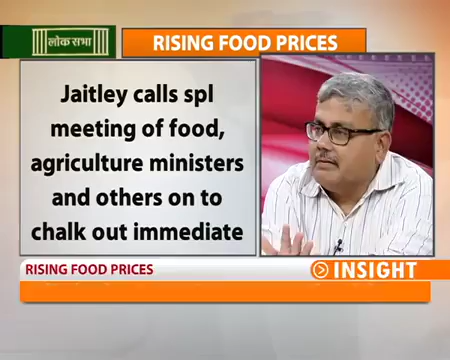 लोक सभा
RISING FOOD PRICES
Jaitley calls spl
meeting of food,
agriculture ministers
and others on to
chalk out immediate
RISING FOOD PRICES
INSIGHT